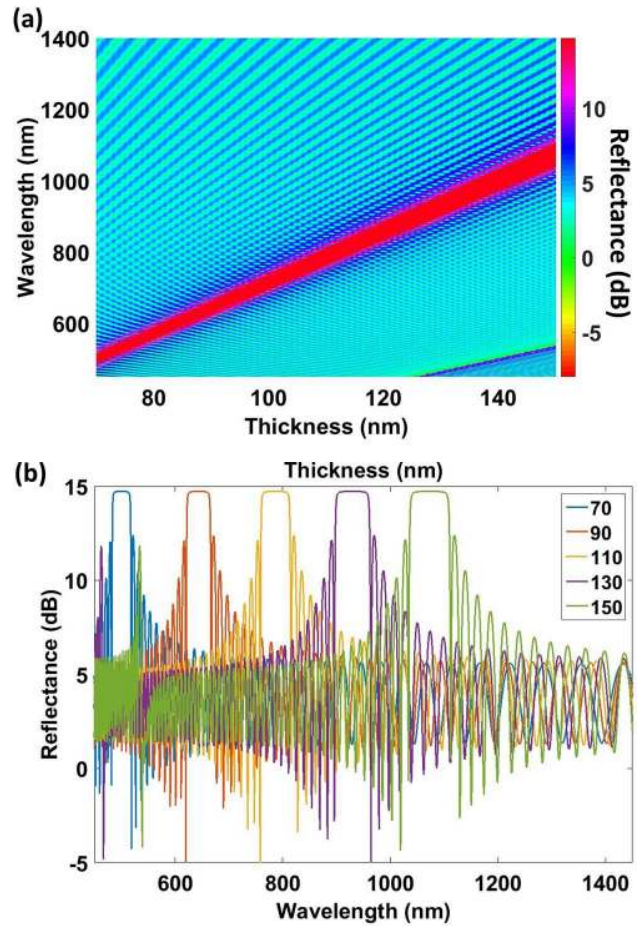 (a)
1400
1200
1000
800
600
Wavelength (nm)
80 100 120 140
Thickness (nm)
10
5
0
-5
Reflectance (dB)
(b)
Thickness (nm)
15
10
5
0
-5
Reflectance (dB)
70
90
110
130
150
600 800 1000 1200 1400
Wavelength (nm)